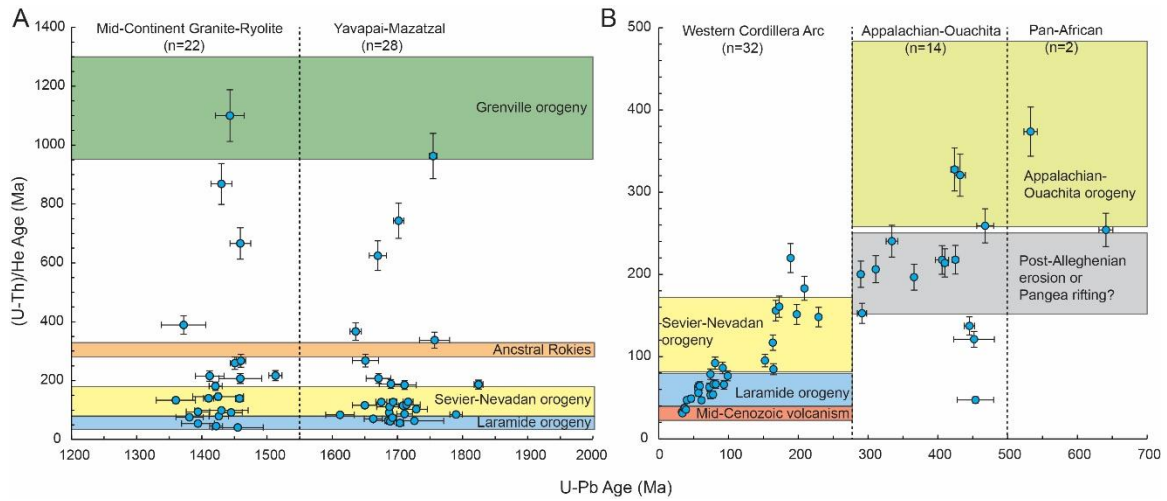 A
B
Mid-Continent Granite-Ryolite
(n=22)
Yavapai-Mazatzal
(n=28)
Western Cordillera Arc
(n=32)
Appalachian-Ouachita
(n=14)
Pan-African
(n=2)
(U-Th)/He Age (Ma)
1400
1200
1000
800
600
400
200
0
1200
1300
1400
1500
1600
1700
1800
1900
2000
Grenville orogeny
Ancstral Rokies
Sevier-Nevadan orogeny
Laramide orogeny
500
400
300
200
100
0
0
100
200
300
400
500
600
700
Appalachian-
Ouachita orogeny
Post-Alleghenian
erosion or
Pangea rifting?
Sevier-Nevadan
orogeny
Laramide orogeny
Mid-Cenozoic volcanism
U-Pb Age (Ma)